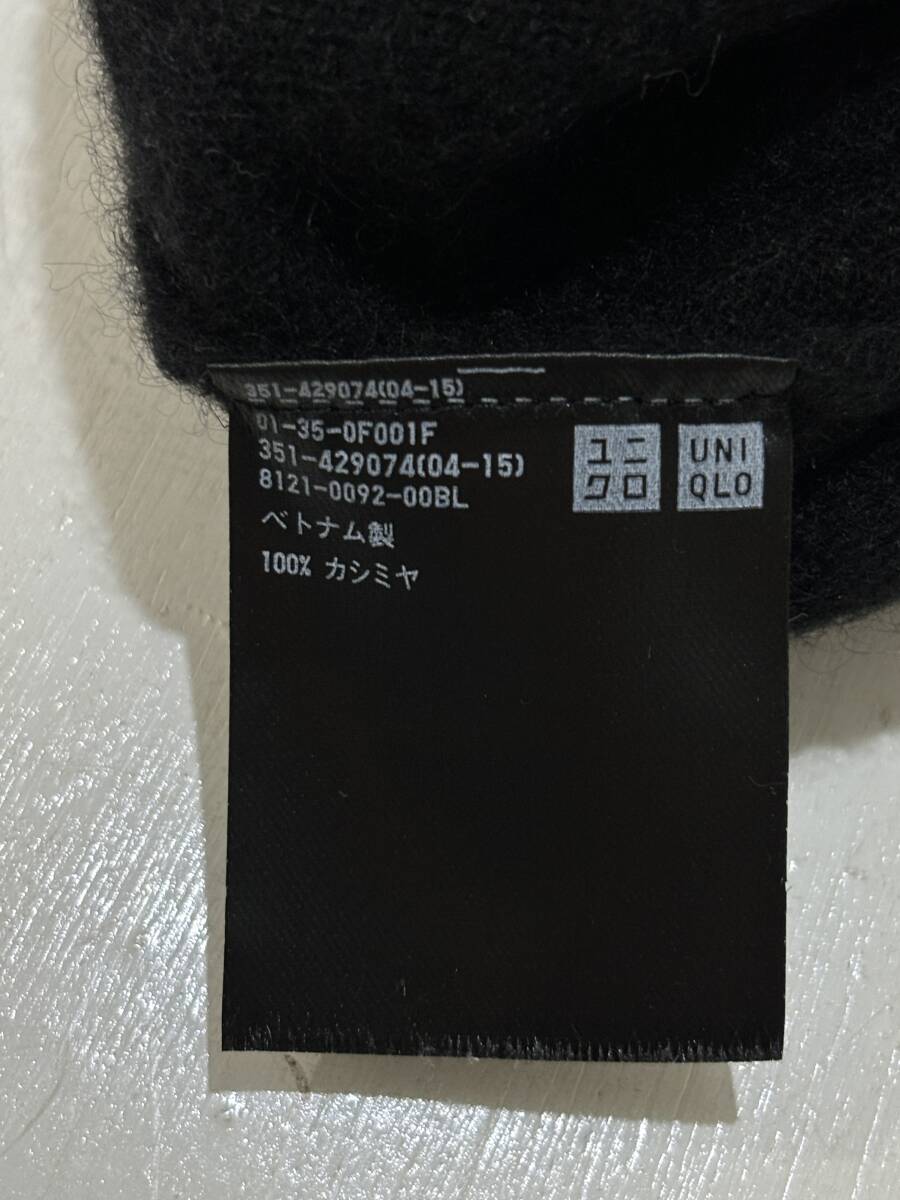 351-429074(04-15)
01-35-0F001F
351-429074(04-15)
8121-0092-00BL
ベトナム製
100% カシミヤ
ユニ
クロ
UNI
QLO